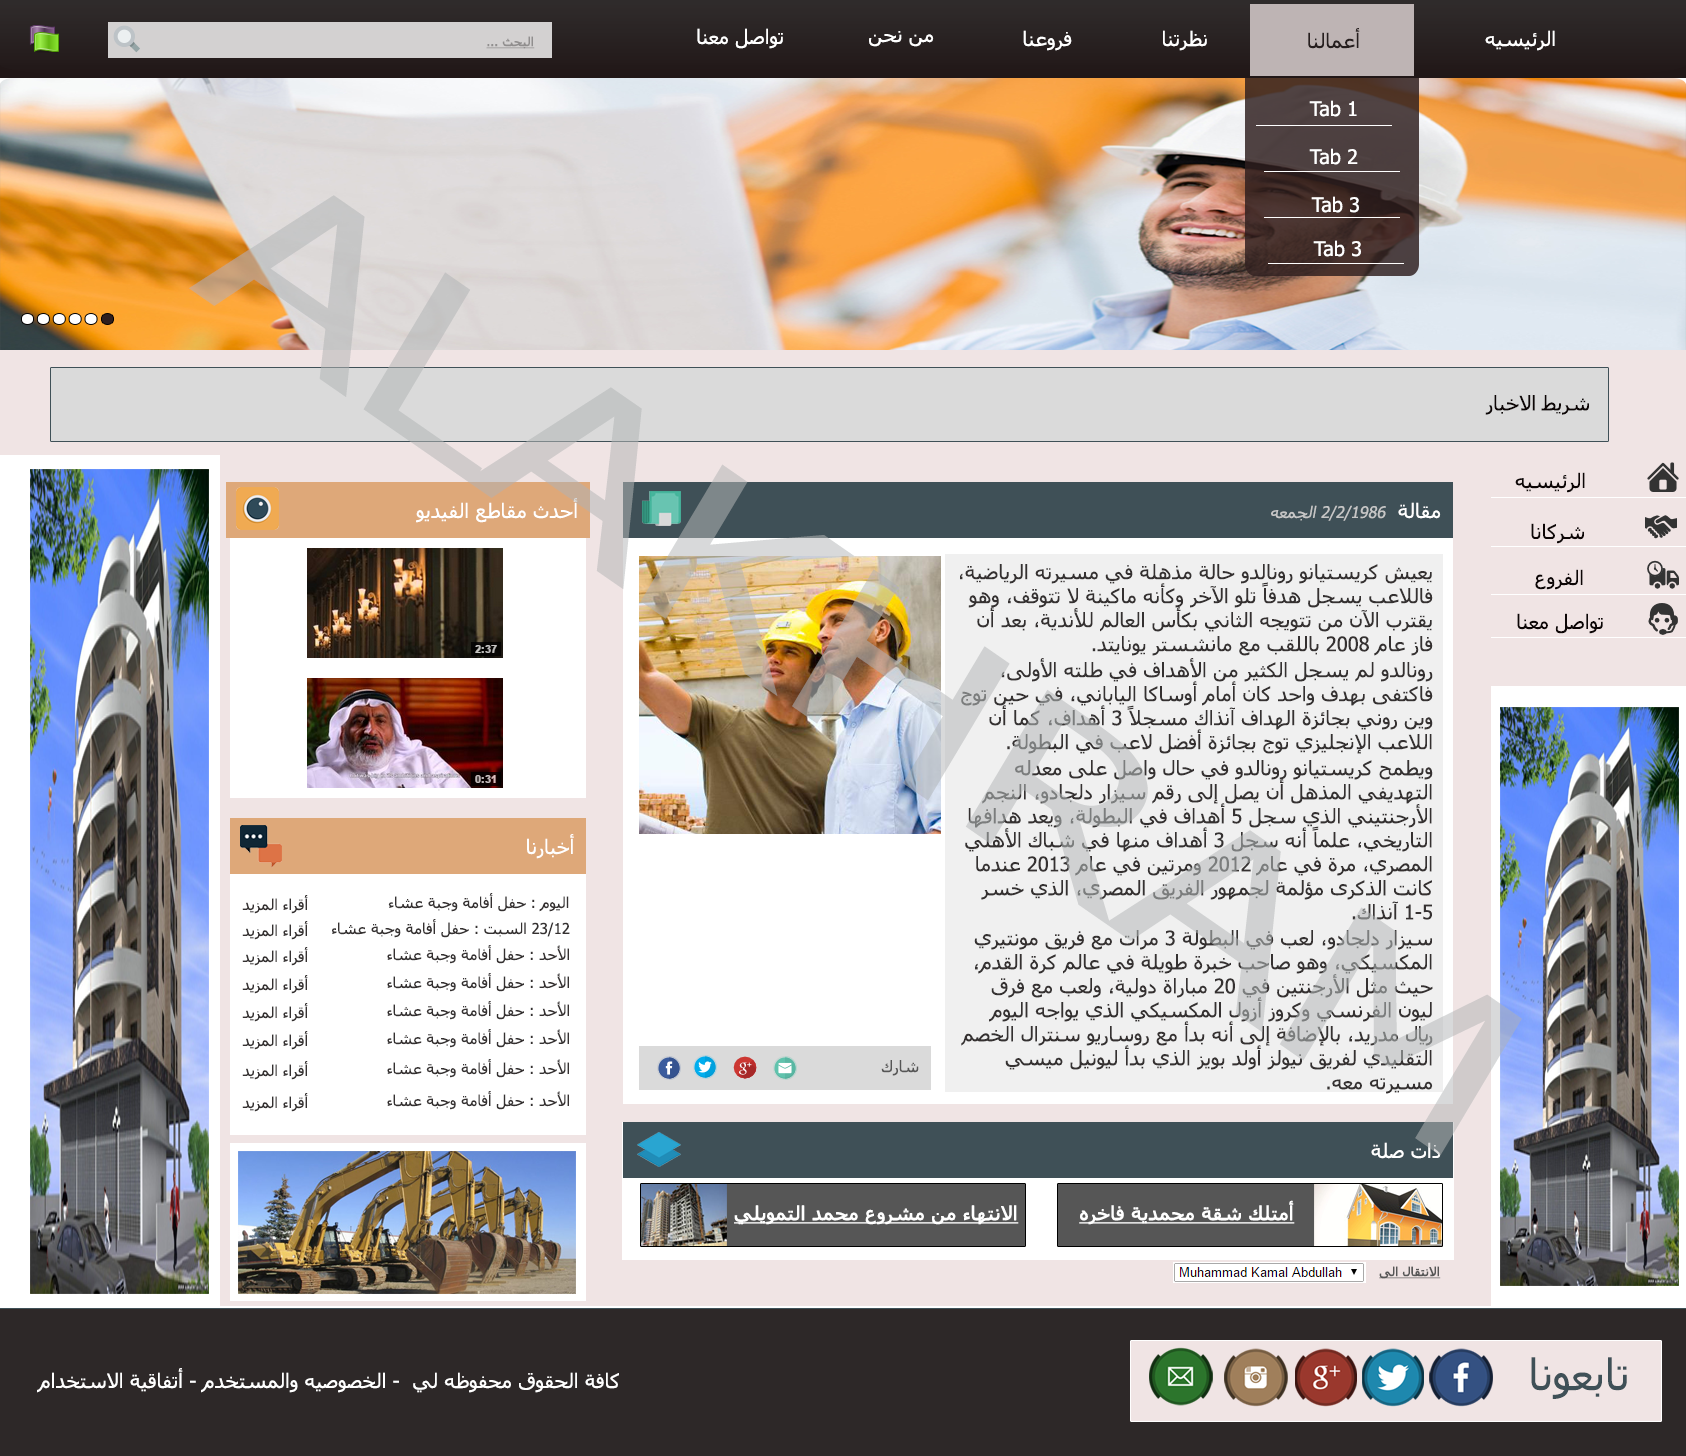 الرئيسيه
أعمالنا
نظرتنا
فروعنا
من نحن
تواصل معنا
البحث ...
Tab 1
Tab 2
Tab 3
Tab 3
شريط الاخبار
الرئيسيه
شركانا
الفروع
تواصل معنا
مقالة 2/2/1986 الجمعه
يعيش كريستيانو رونالدو حالة مذهلة في مسيرته الرياضية،
فاللاعب يسجل هدفاً تلو الآخر وكأنه ماكينة لا تتوقف، وهو
يقترب الآن من تتويجه الثاني بكأس العالم للأندية، بعد أن
فاز عام 2008 باللقب مع مانشستر يونايتد.
رونالدو لم يسجل الكثير من الأهداف في طلته الأولى،
فاكتفى بهدف واحد كان أمام أوساكا الياباني، في حين توج
وين روني بجائزة الهداف آنذاك مسجلاً 3 أهداف، كما أن
اللاعب الإنجليزي توج بجائزة أفضل لاعب في البطولة.
ويطمح كريستيانو رونالدو في حال واصل على معدله
التهديفي المذهل أن يصل إلى رقم سيزار دلجادو، النجم
الأرجنتيني الذي سجل 5 أهداف في البطولة، ويعد هدافها
التاريخي، علماً أنه سجل 3 أهداف منها في شباك الأهلي
المصري، مرة في عام 2012 ومرتين في عام 2013 عندما
كانت الذكرى مؤلمة لجمهور الفريق المصري، الذي خسر
5-1 آنذاك.
سيزار دلجادو، لعب في البطولة 3 مرات مع فريق مونتيري
المكسيكي، وهو صاحب خبرة طويلة في عالم كرة القدم،
حيث مثل الأرجنتين في 20 مباراة دولية، ولعب مع فرق
ليون الفرنسي وكروز أزول المكسيكي الذي يواجه اليوم
ريال مدريد، بالإضافة إلى أنه بدأ مع روساريو سنترال الخصم
التقليدي لفريق نيولز أولد بويز الذي بدأ ليونيل ميسي
مسيرته معه.
شارك
ذات صلة
أمتلك شقة محمدية فاخره
الانتهاء من مشروع محمد التمويلي
الانتقال الى
Muhammad Kamal Abdullah
أحدث مقاطع الفيديو
2:37
0:31
أخبارنا
اليوم : حفل أفامة وجبة عشاء أقراء المزيد
23/12 السبت : حفل أفامة وجبة عشاء أقراء المزيد
الأحد : حفل أفامة وجبة عشاء أقراء المزيد
الأحد : حفل أفامة وجبة عشاء أقراء المزيد
الأحد : حفل أفامة وجبة عشاء أقراء المزيد
الأحد : حفل أفامة وجبة عشاء أقراء المزيد
الأحد : حفل أفامة وجبة عشاء أقراء المزيد
الأحد : حفل أفامة وجبة عشاء أقراء المزيد
ALAKHRAM
تابعونا
كافة الحقوق محفوظه لي - الخصوصيه والمستخدم - أتفاقية الاستخدام